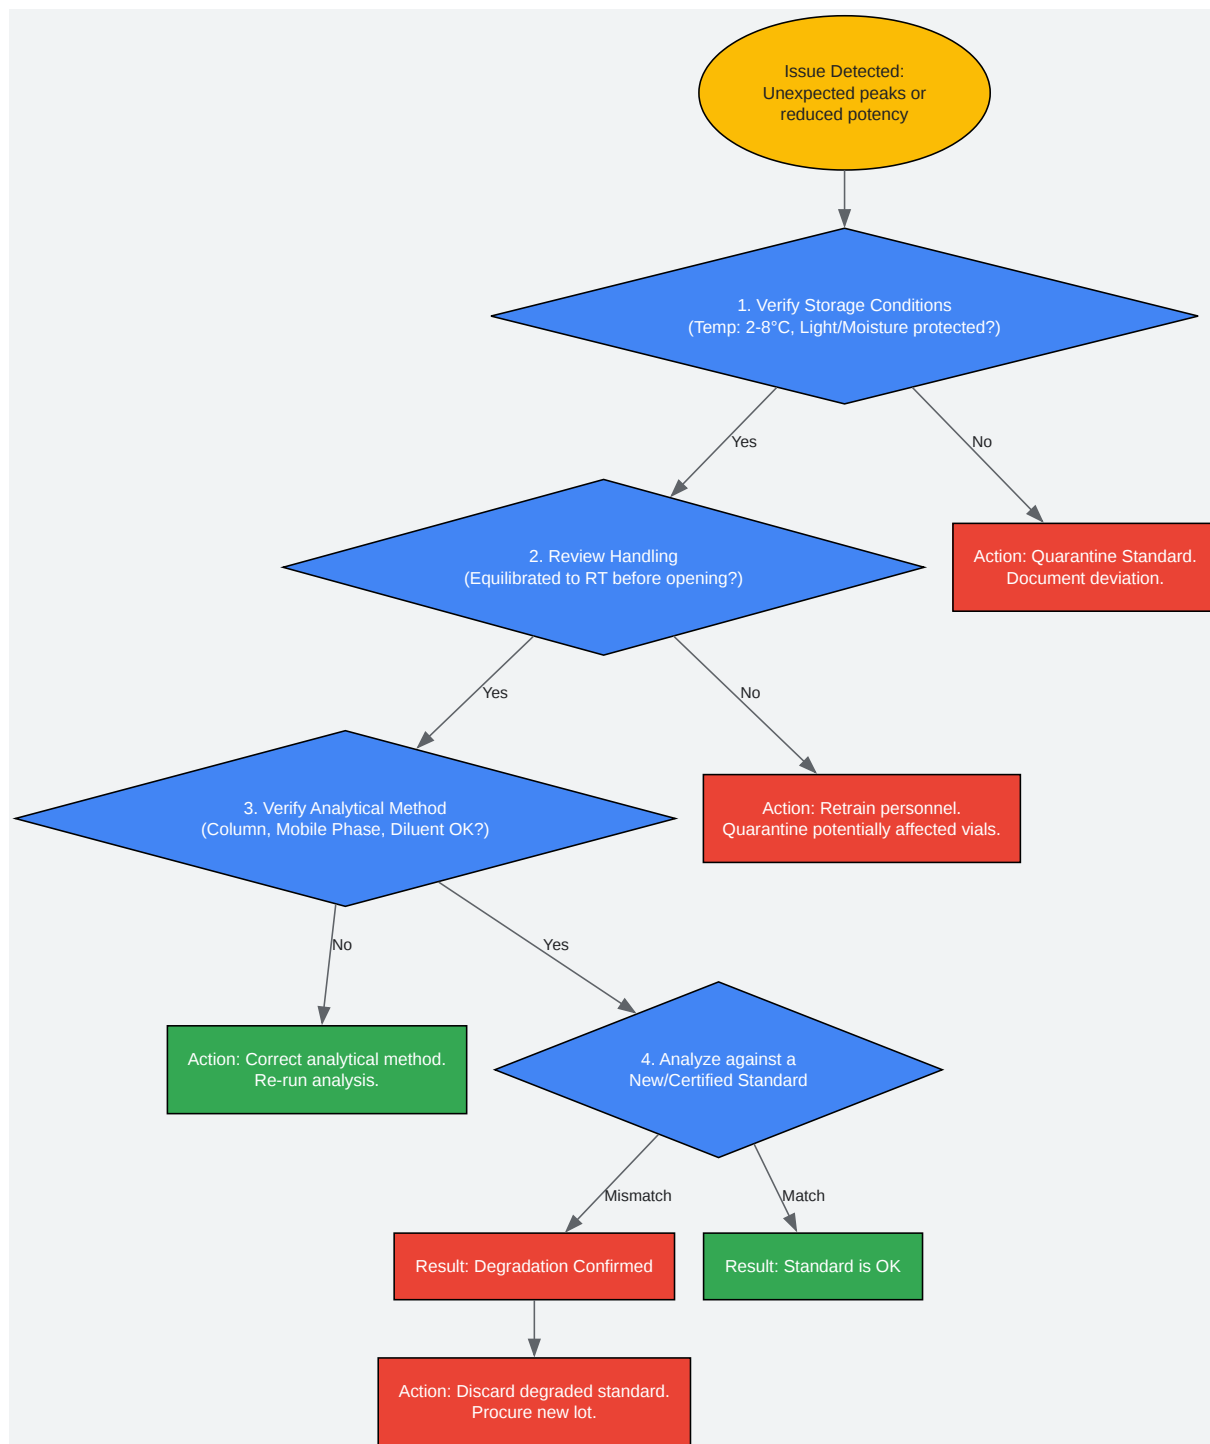 Issue Detected:
Unexpected peaks or
reduced potency
1. Verify Storage Conditions
(Temp: 2-8°C, Light/Moisture protected?)
Yes
No
2. Review Handling
(Equilibrated to RT before opening?)
Action: Quarantine Standard.
Document deviation.
Yes
No
3. Verify Analytical Method
(Column, Mobile Phase, Diluent OK?)
Action: Retrain personnel.
Quarantine potentially affected vials.
No
Yes
Action: Correct analytical method.
Re-run analysis.
4. Analyze against a
New/Certified Standard
Mismatch
Match
Result: Degradation Confirmed
Result: Standard is OK
Action: Discard degraded standard.
Procure new lot.